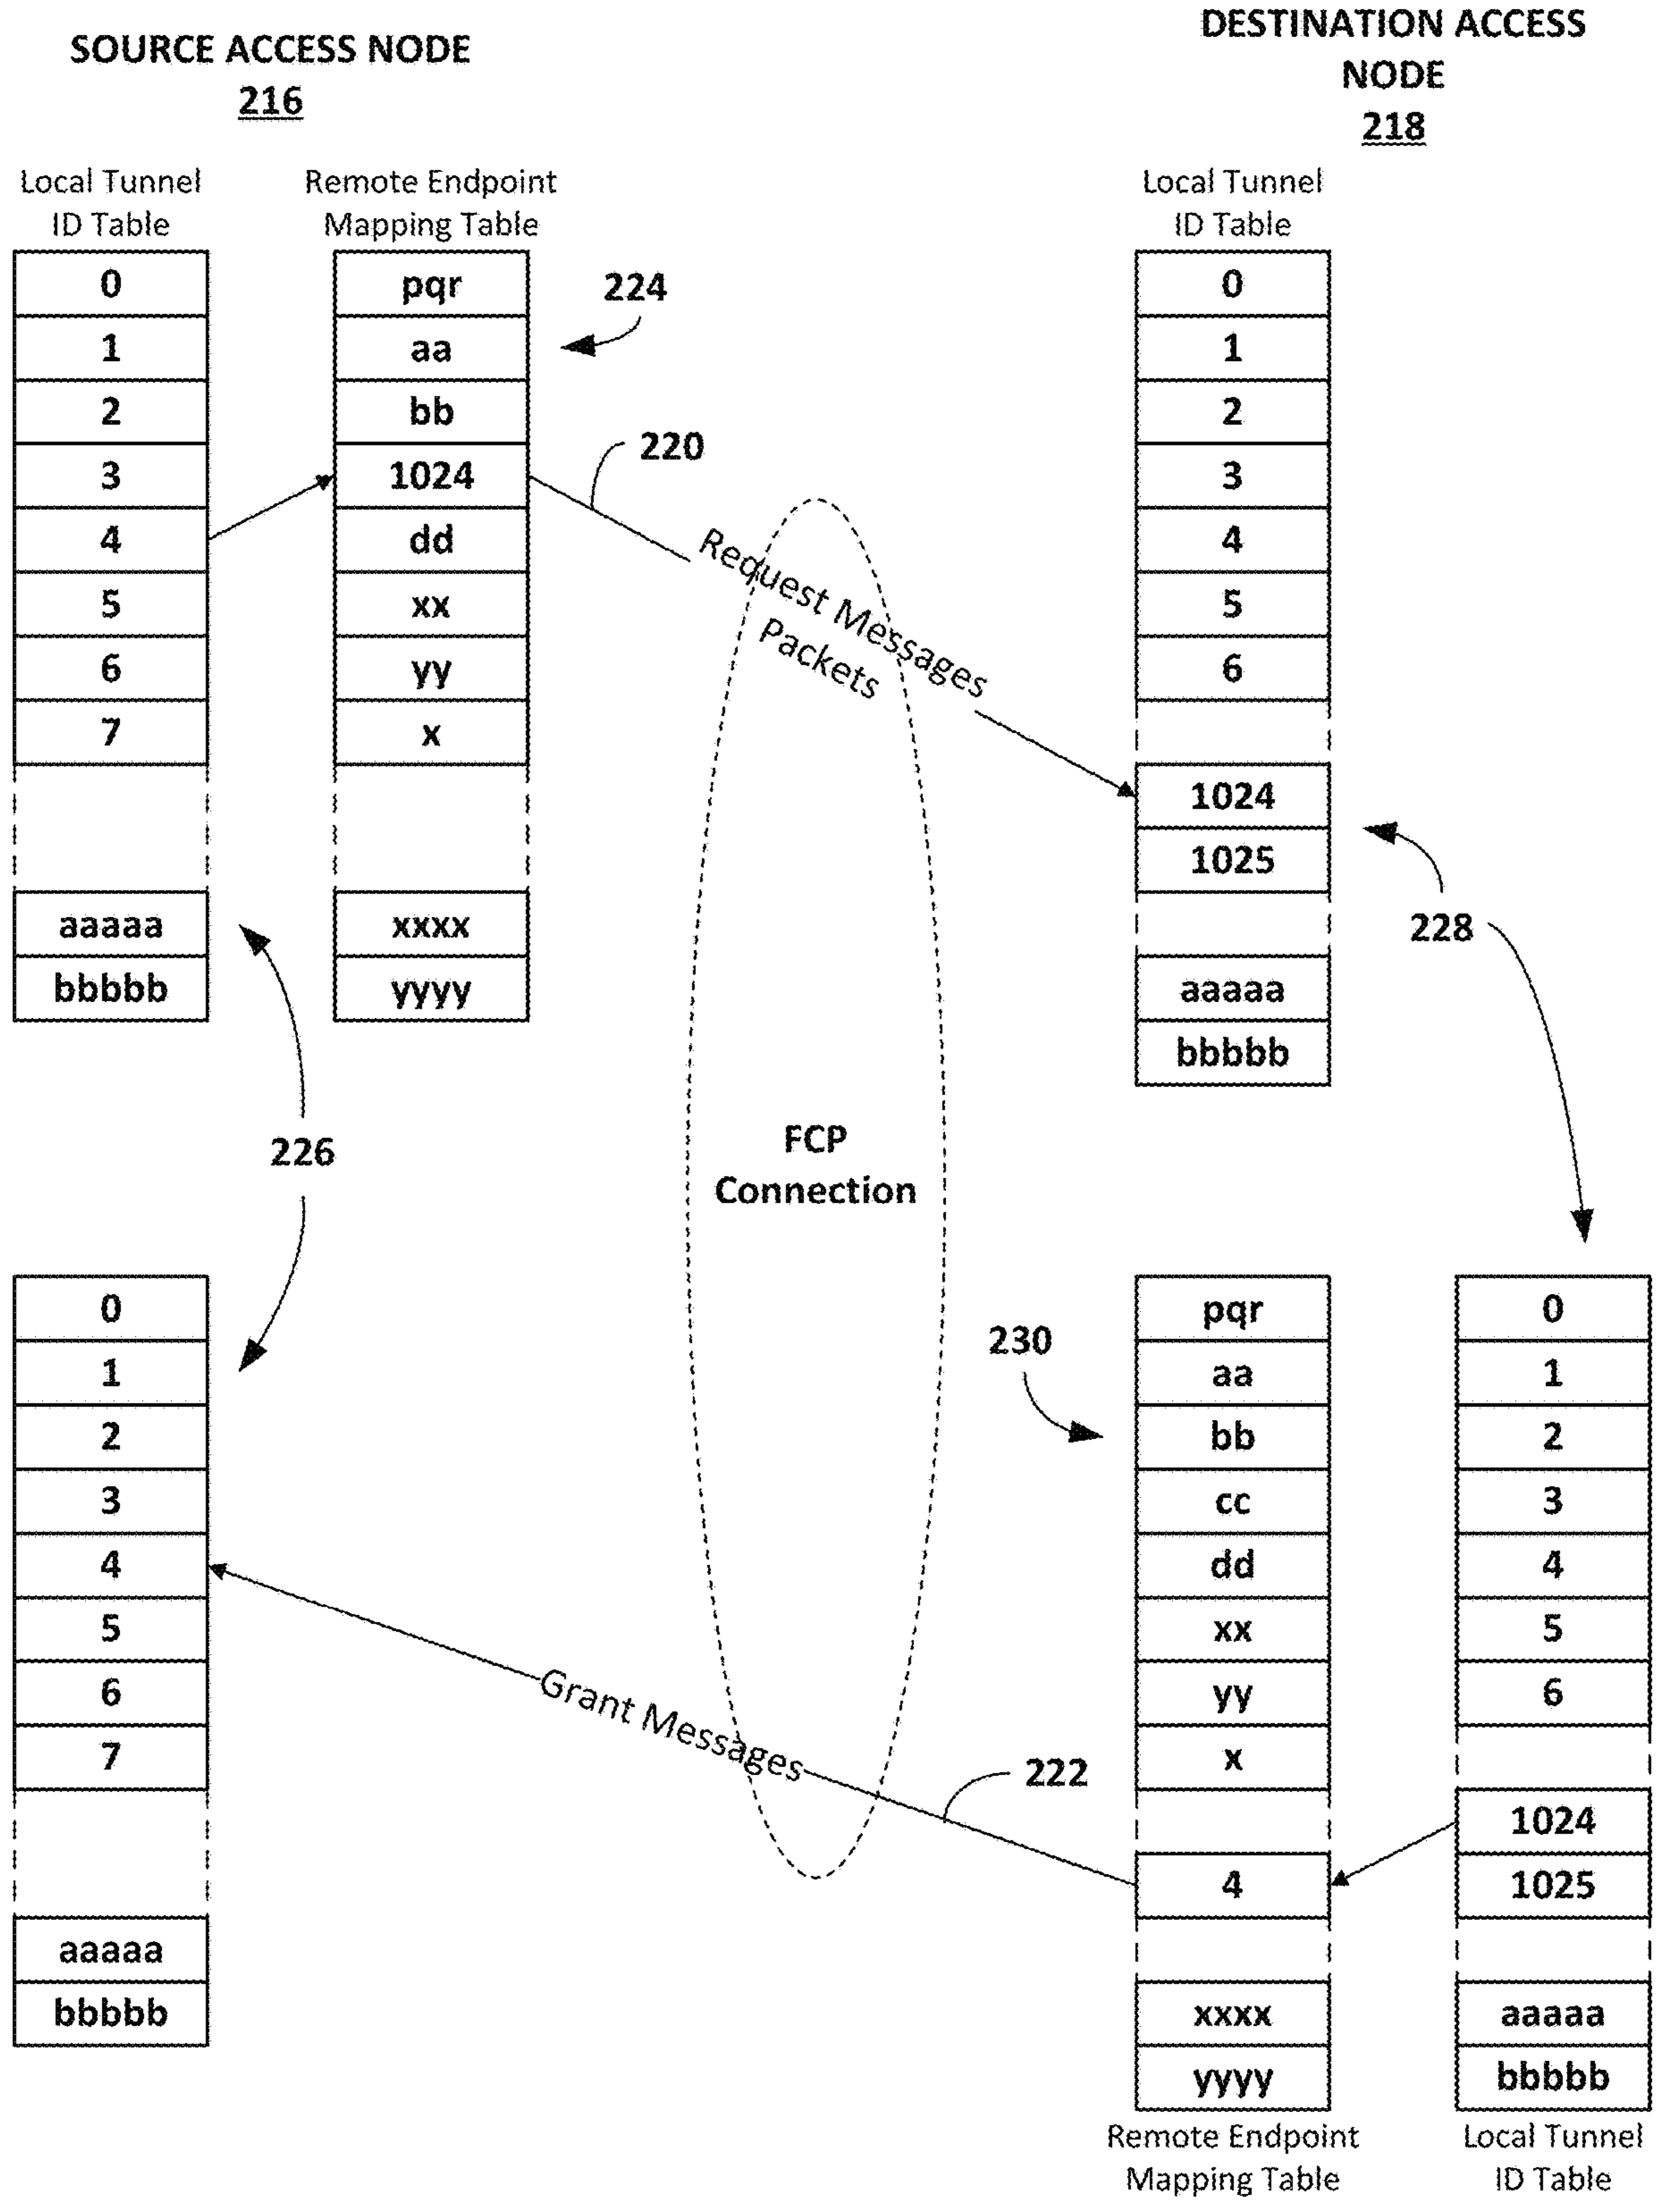 SOURCE ACCESS NODE
216
DESTINATION ACCESS
NODE
218
Local Tunnel
ID Table
Remote Endpoint
Mapping Table
Local Tunnel
ID Table
0
1
2
3
4
5
6
7
aaaaa
bbbbb
pqr
aa
bb
1024
dd
xx
yy
x
xxxx
yyyy
224
220
Request Messages
Packets
0
1
2
3
4
5
6
1024
1025
aaaaa
bbbbb
228
226
FCP
Connection
0
1
2
3
4
5
6
7
aaaaa
bbbbb
Grant Messages
222
230
pqr
aa
bb
cc
dd
xx
yy
x
4
xxxx
yyyy
Remote Endpoint
Mapping Table
0
1
2
3
4
5
6
1024
1025
aaaaa
bbbbb
Local Tunnel
ID Table